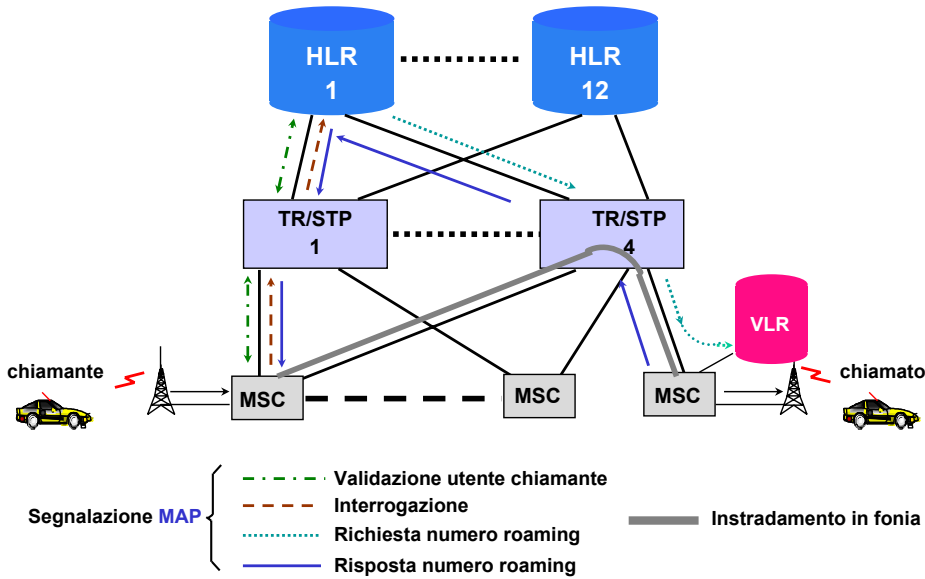 HLR
1
HLR
12
TR/STP
1
TR/STP
4
VLR
chiamante
chiamato
MSC
MSC
MSC
Segnalazione MAP
Validazione utente chiamante
Interrogazione
Richiesta numero roaming
Risposta numero roaming
Instradamento in fonia